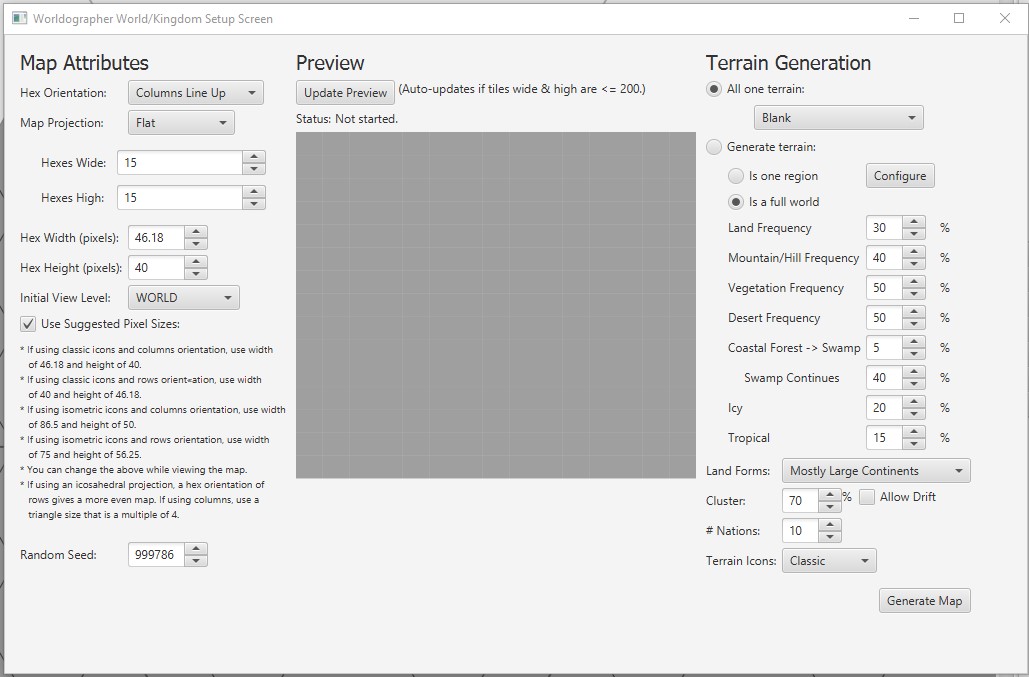 Worldographer World/Kingdom Setup Screen
Map Attributes
Hex Orientation: Columns Line Up
Map Projection: Flat
Hexes Wide: 15
Hexes High: 15
Hex Width (pixels): 46.18
Hex Height (pixels): 40
Initial View Level: WORLD
Use Suggested Pixel Sizes:
* If using classic icons and columns orientation, use width
of 46.18 and height of 40.
* If using classic icons and rows orient«ation, use width
of 40 and height of 46.18.
* If using isometric icons and columns orientation, use width
of 86.5 and height of 50.
* If using isometric icons and rows orientation, use width
of 75 and height of 56.25.
* You can change the above while viewing the map.
* If using an icosahedral projection, a hex orientation of
rows gives a more even map. If using columns, use a
triangle size that is a multiple of 4.
Random Seed: 999786
Preview
Update Preview (Auto-updates if tiles wide & high are <= 200.)
Status: Not started.
Terrain Generation
All one terrain:
Blank
Generate terrain:
Is one region Configure
Is a full world
Land Frequency 30 %
Mountain/Hill Frequency 40 %
Vegetation Frequency 50 %
Desert Frequency 50 %
Coastal Forest -> Swamp 5 %
Swamp Continues 40 %
Icy 20 %
Tropical 15 %
Land Forms: Mostly Large Continents
Cluster: 70 % Allow Drift
# Nations: 10
Terrain Icons: Classic
Generate Map